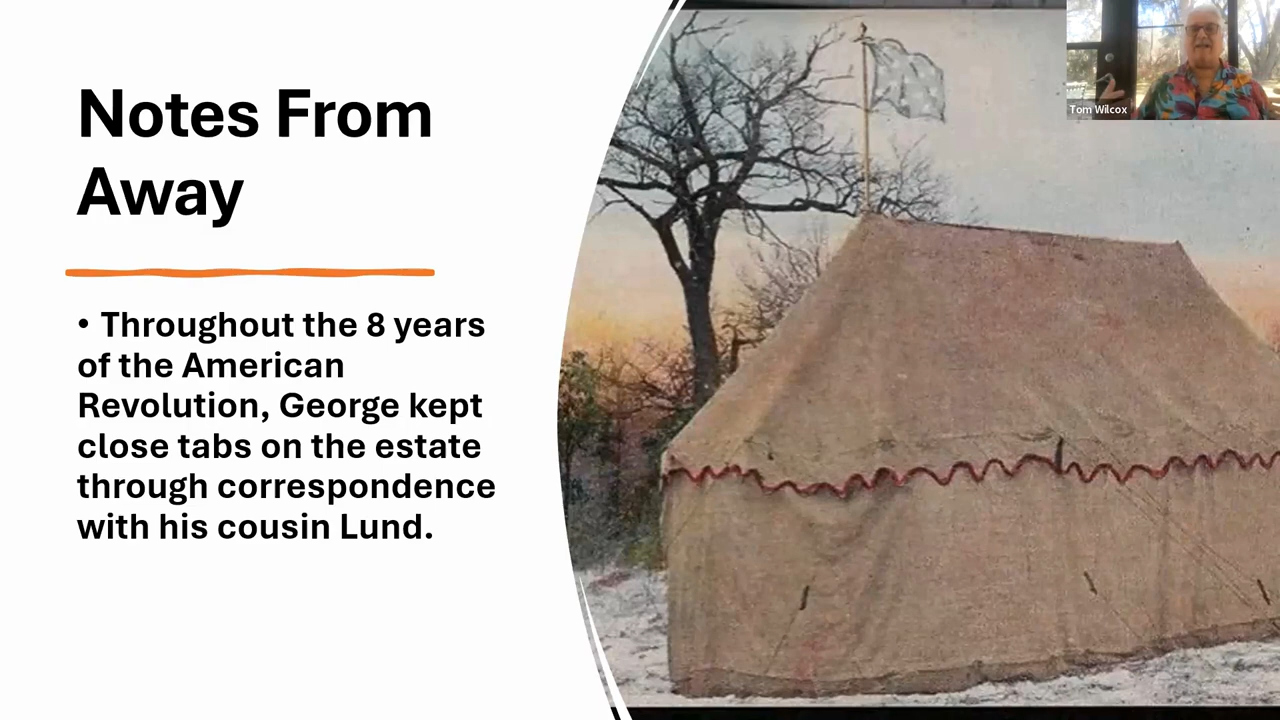 Notes From
Away
• Throughout the 8 years
of the American
Revolution, George kept
close tabs on the estate
through correspondence
with his cousin Lund.
Tom Wilcox